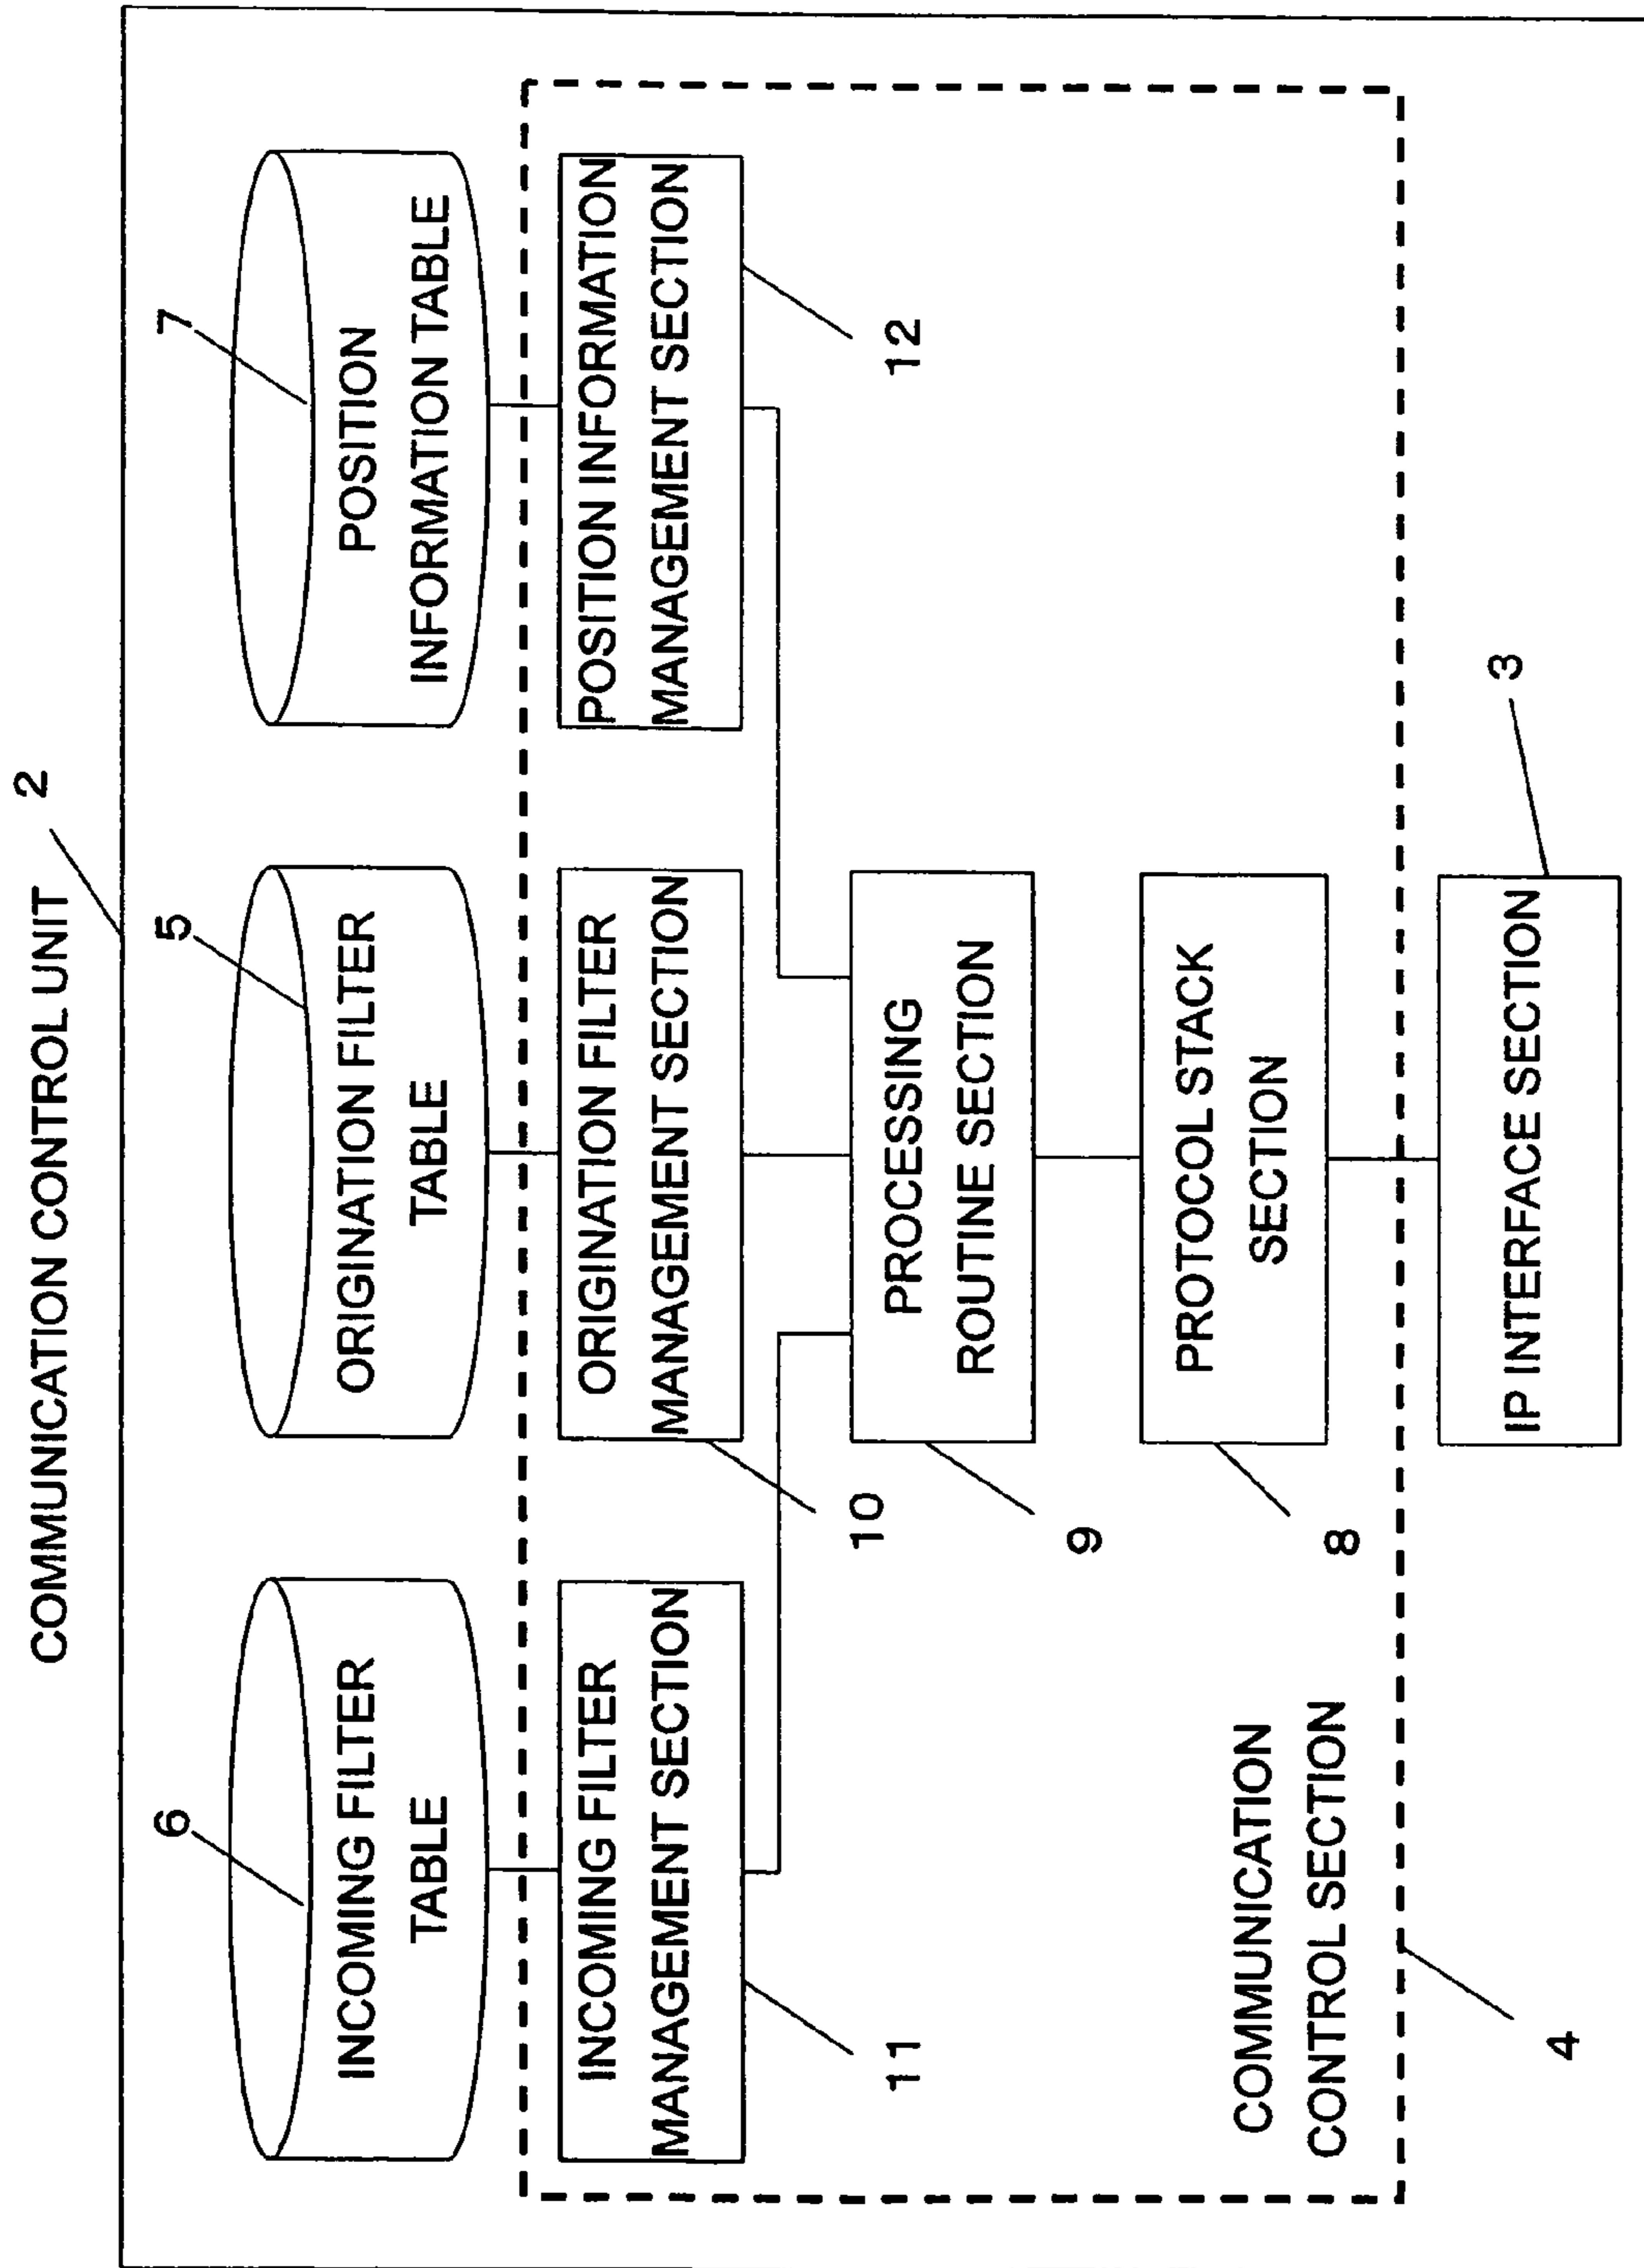 COMMUNICATION CONTROL UNIT
2
6
INCOMING FILTER
TABLE
5
ORIGINATION FILTER
TABLE
7
POSITION
INFORMATION TABLE
INCOMING FILTER
MANAGEMENT SECTION
11
ORIGINATION FILTER
MANAGEMENT SECTION
10
POSITION INFORMATION
MANAGEMENT SECTION
12
PROCESSING
ROUTINE SECTION
9
PROTOCOL STACK
SECTION
8
COMMUNICATION
CONTROL SECTION
4
IP INTERFACE SECTION
3